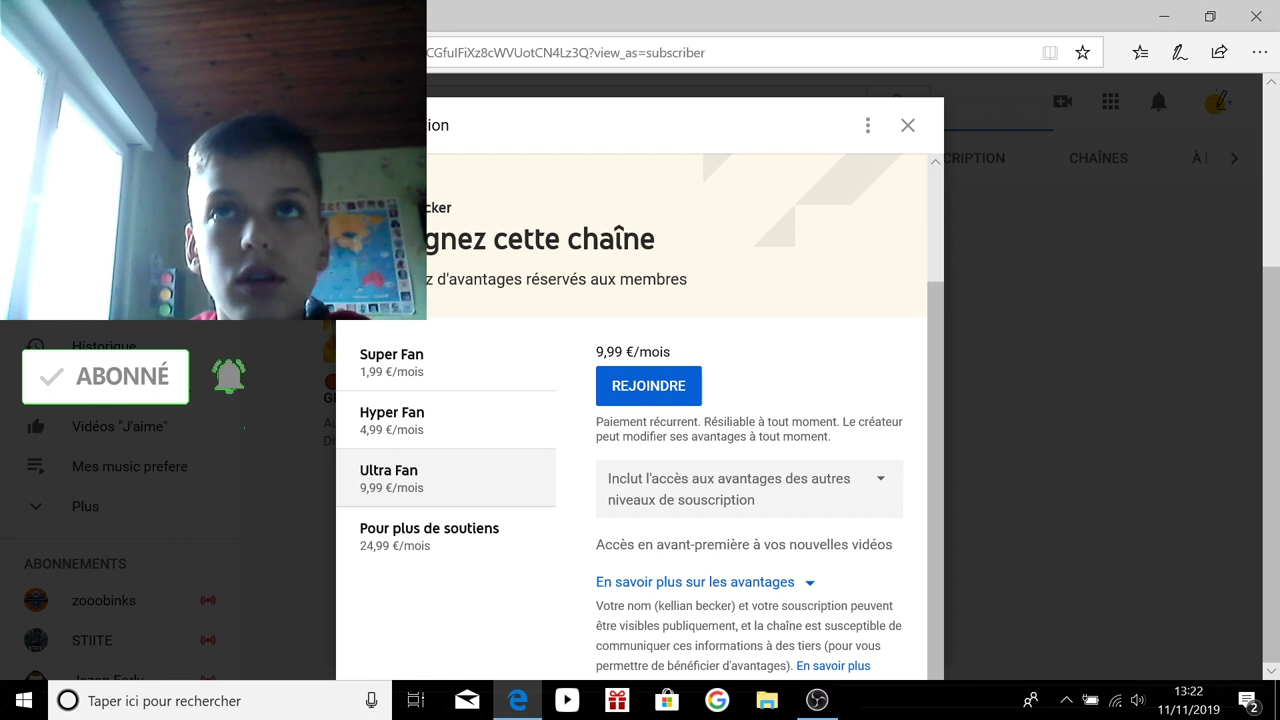 CGfuIFiXz8cWVUotCN4Lz3Q?view_as=subscriber
ion
CRIPTION
CHAÎNES
À
cker
gnez cette chaîne
z d'avantages réservés aux membres
Historique
ABONNÉ
Vidéos "J'aime"
Mes music prefere
Plus
ABONNEMENTS
zooobinks
STIITE
Super Fan
1,99 €/mois
Hyper Fan
4,99 €/mois
Ultra Fan
9,99 €/mois
Pour plus de soutiens
24,99 €/mois
9,99 €/mois
REJOINDRE
Paiement récurrent. Résiliable à tout moment. Le créateur
peut modifier ses avantages à tout moment.
Inclut l'accès aux avantages des autres
niveaux de souscription
Accès en avant-première à vos nouvelles vidéos
En savoir plus sur les avantages
Votre nom (kellian becker) et votre souscription peuvent
être visibles publiquement, et la chaîne est susceptible de
communiquer ces informations à des tiers (pour vous
permettre de bénéficier d'avantages). En savoir plus
Taper ici pour rechercher
13:22
11/11/2019
2